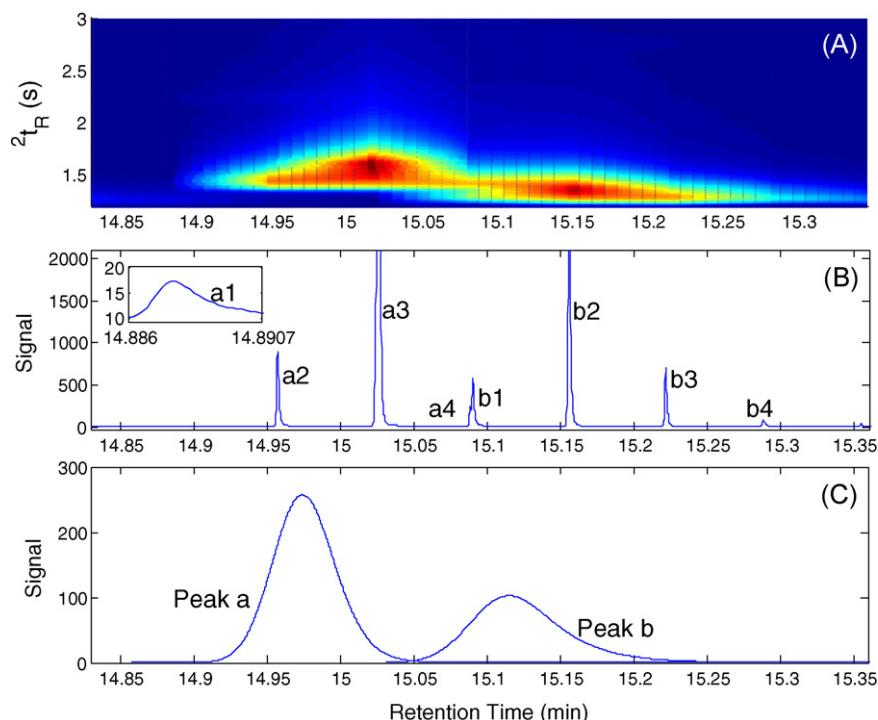 (A)
²t_R (s)
3
2.5
2
1.5
14.85 14.9 14.95 15 15.05 15.1 15.15 15.2 15.25 15.3
(B)
Signal
2000
1500
1000
500
0
20
15
10
a1
14.886 14.8907
a2
a3
a4
b1
b2
b3
b4
14.85 14.9 14.95 15 15.05 15.1 15.15 15.2 15.25 15.3 15.35
(C)
Signal
300
200
100
0
Peak a
Peak b
14.85 14.9 14.95 15 15.05 15.1 15.15 15.2 15.25 15.3 15.35
Retention Time (min)